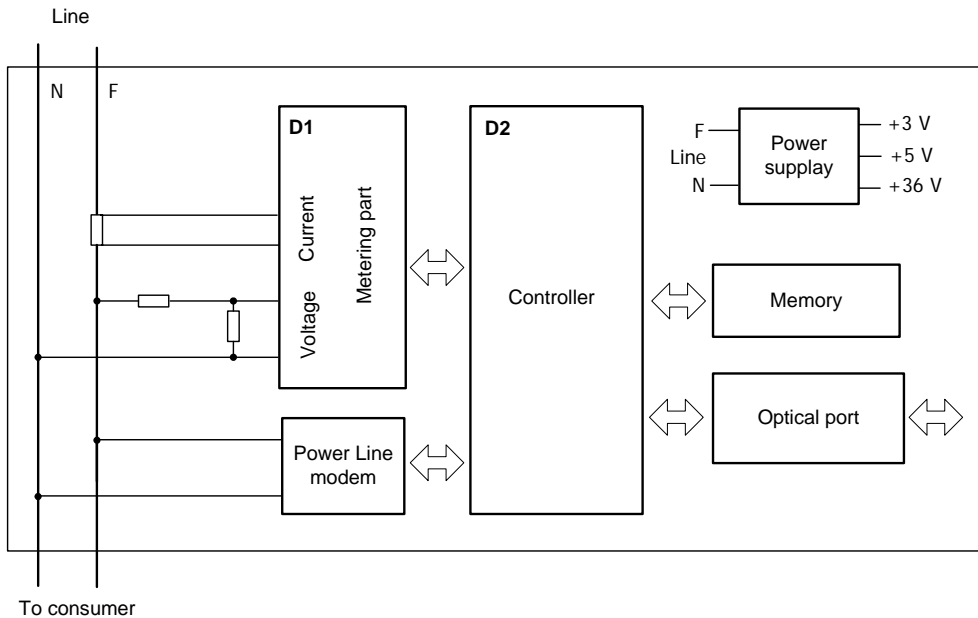 Line
N
F
D1
Current
Voltage
Metering part
Power Line
modem
D2
Controller
F
Line
N
Power
supplay
+3 V
+5 V
+36 V
Memory
Optical port
To consumer